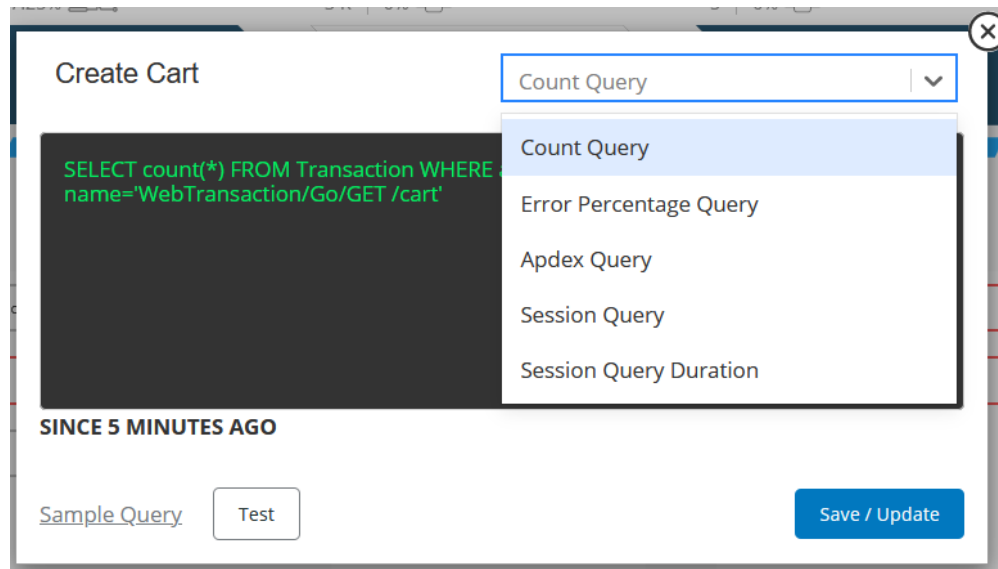 Create Cart
Count Query
Count Query
Error Percentage Query
Apdex Query
Session Query
Session Query Duration
SELECT count(*) FROM Transaction WHERE
name='WebTransaction/Go/GET /cart'
SINCE 5 MINUTES AGO
Sample Query
Test
Save / Update